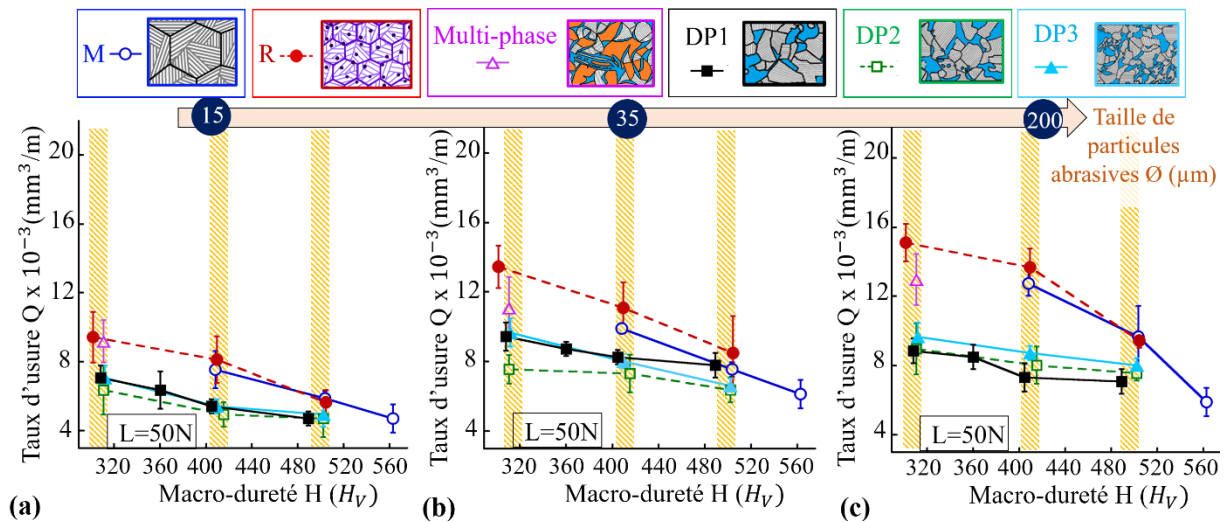 M
R
Multi-phase
DP1
DP2
DP3
15
35
200
Taille de
particules
abrasives Ø (µm)
Taux d'usure Q x 10⁻³(mm³/m)
20
16
12
8
4
L=50N
320 360 400 440 480 520 560
Macro-dureté H (H_V)
(a)
Taux d'usure Q x 10⁻³(mm³/m)
20
16
12
8
4
L=50N
320 360 400 440 480 520 560
Macro-dureté H (H_V)
(b)
Taux d'usure Q x 10⁻³(mm³/m)
20
16
12
8
4
L=50N
320 360 400 440 480 520 560
Macro-dureté H (H_V)
(c)